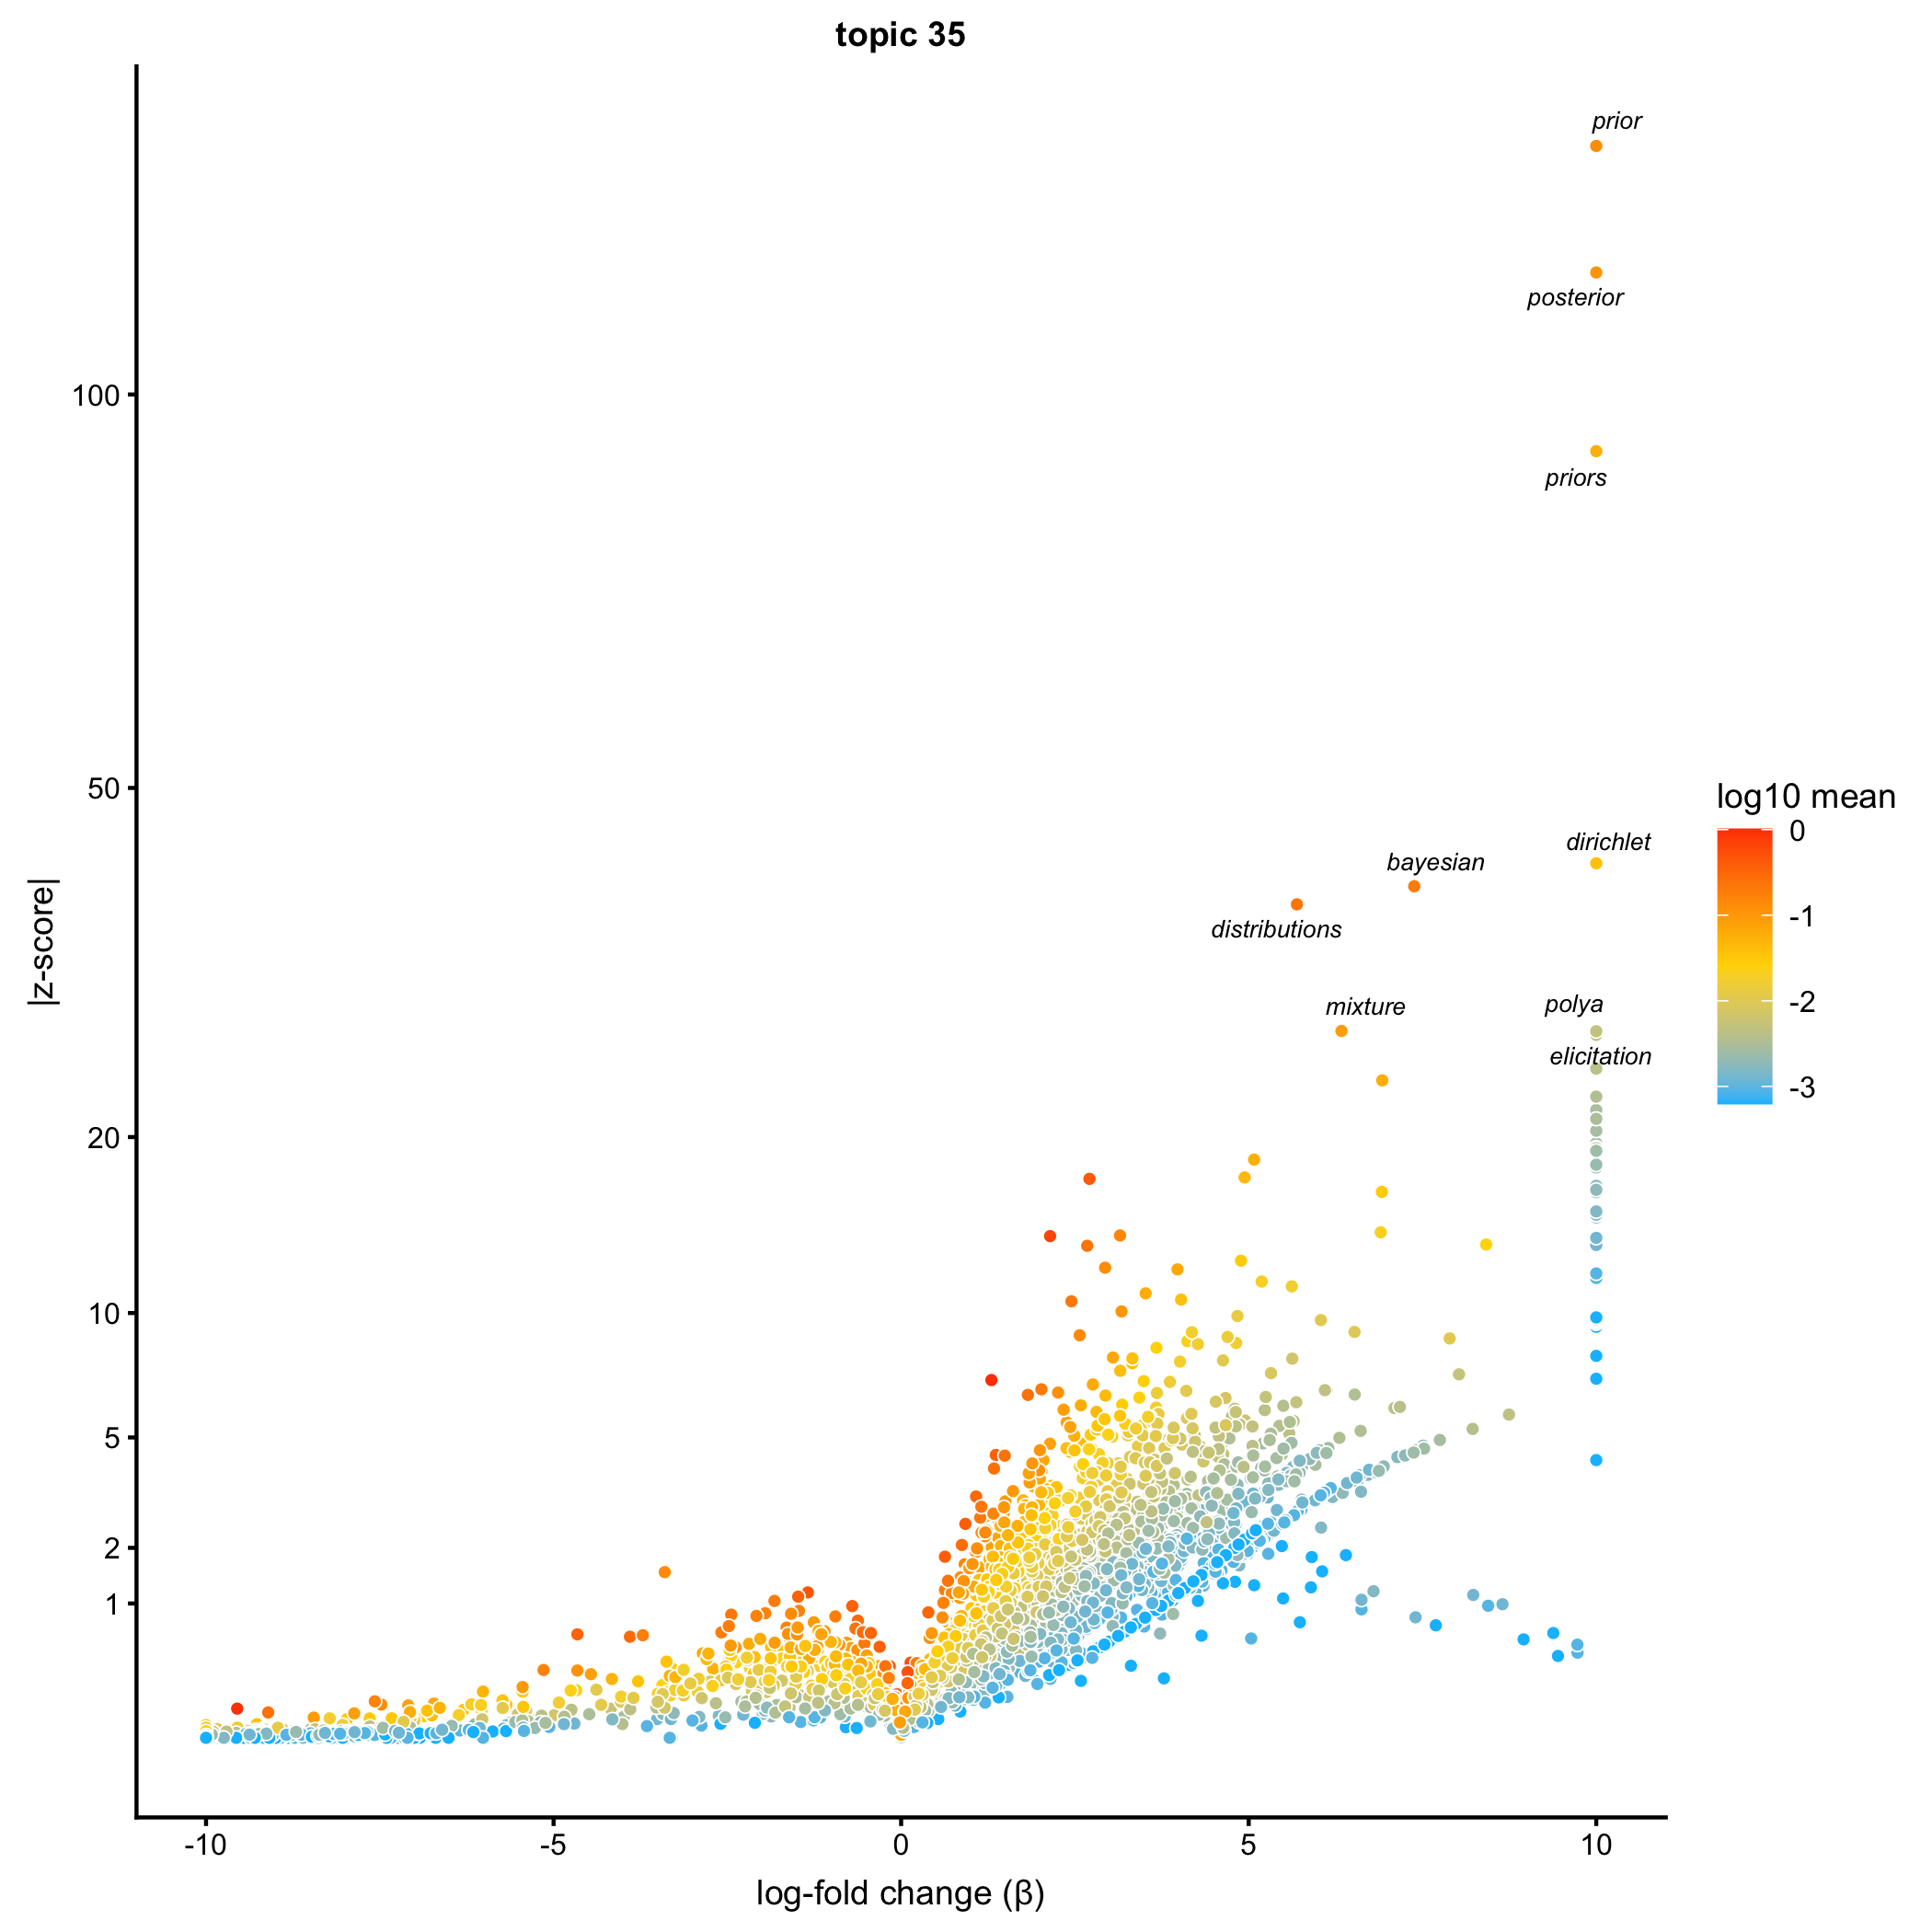 topic 35
prior
posterior
100
priors
50
log10 mean
0
dirichlet
bayesian
-1
distributions
|z-score|
mixture
polya
-2
elicitation
-3
20
10
5
2
1
-10
-5
0
5
10
log-fold change (β)